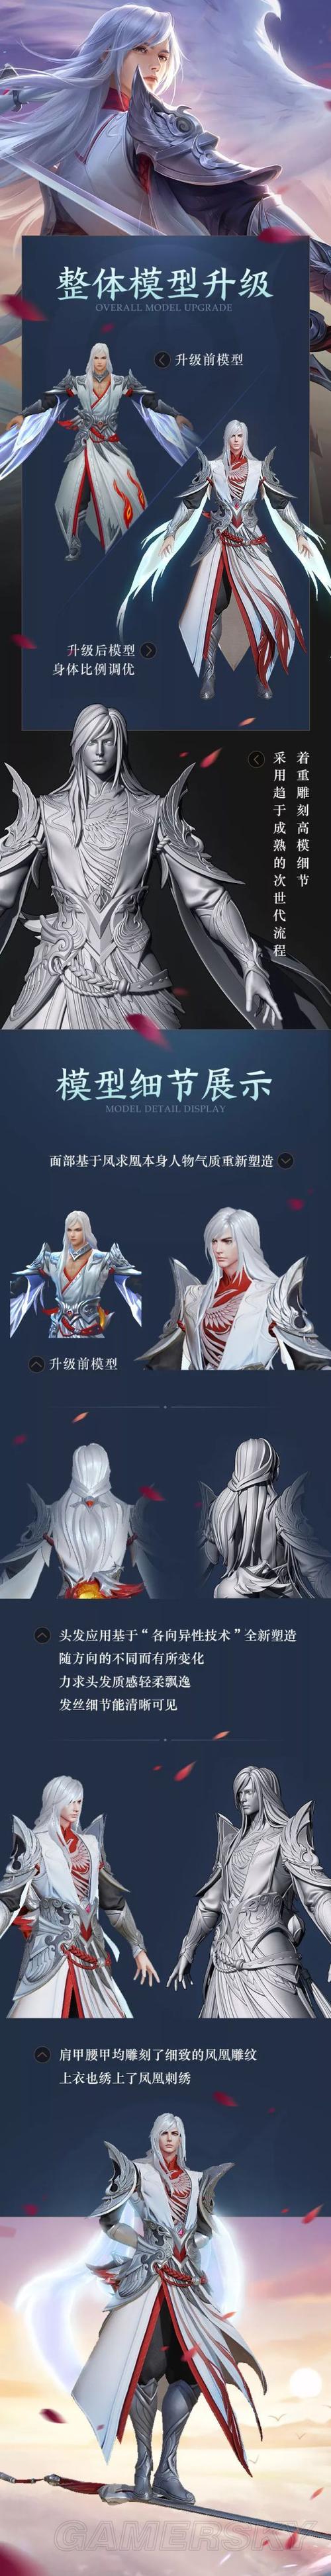 整体模型升级
OVERALL MODEL UPGRADE
升级前模型
升级后模型
身体比例调优
着重雕刻高模细节
采用趋于成熟的次世代流程
模型细节展示
MODEL DETAIL DISPLAY
面部基于凤求凰本身人物气质重新塑造
升级前模型
头发应用基于“各向异性技术”全新塑造
随方向的不同而有所变化
力求头发质感轻柔飘逸
发丝细节能清晰可见
肩甲腰甲均雕刻了细致的凤凰雕纹
上衣也绣上了凤凰刺绣
GAMERSKY